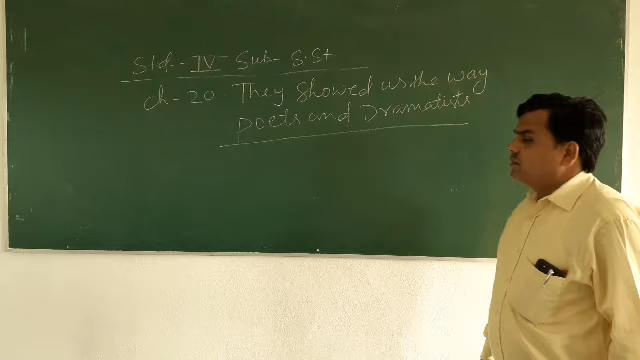 Std - IV Sub - S.St
ch - 20. They Showed us the way
Poets and Dramatists